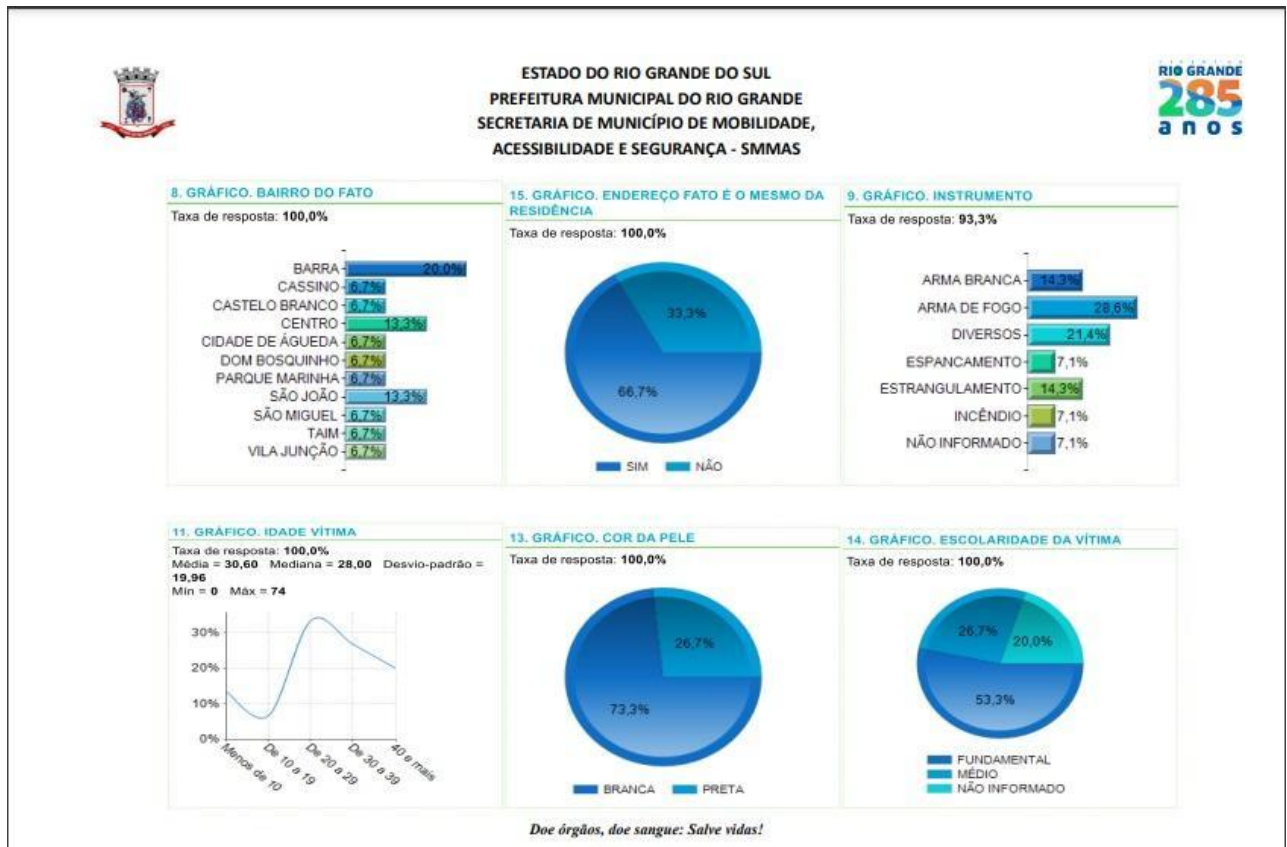 ESTADO DO RIO GRANDE DO SUL
PREFEITURA MUNICIPAL DO RIO GRANDE
SECRETARIA DE MUNICÍPIO DE MOBILIDADE,
ACESSIBILIDADE E SEGURANÇA - SMMAS
RIO GRANDE
285
anos
8. GRÁFICO. BAIRRO DO FATO
Taxa de resposta: 100,0%
BARRA 20,0%
CASSINO 6,7%
CASTELO BRANCO 6,7%
CENTRO 13,3%
CIDADE DE ÁGUEDA 6,7%
DOM BOSQUINHO 6,7%
PARQUE MARINHA 6,7%
SÃO JOÃO 13,3%
SÃO MIGUEL 6,7%
TAIM 6,7%
VILA JUNÇÃO 6,7%
15. GRÁFICO. ENDEREÇO FATO É O MESMO DA
RESIDÊNCIA
Taxa de resposta: 100,0%
33,3%
66,7%
SIM NÃO
9. GRÁFICO. INSTRUMENTO
Taxa de resposta: 93,3%
ARMA BRANCA 14,3%
ARMA DE FOGO 28,6%
DIVERSOS 21,4%
ESPANCAMENTO 7,1%
ESTRANGULAMENTO 14,3%
INCÊNDIO 7,1%
NÃO INFORMADO 7,1%
11. GRÁFICO. IDADE VÍTIMA
Taxa de resposta: 100,0%
Média = 30,60 Mediana = 28,00 Desvio-padrão =
19,96
Mín = 0 Máx = 74
30%
20%
10%
0%
Menos de 10
De 10 a 19
De 20 a 29
De 30 a 39
40 e mais
13. GRÁFICO. COR DA PELE
Taxa de resposta: 100,0%
26,7%
73,3%
BRANCA PRETA
14. GRÁFICO. ESCOLARIDADE DA VÍTIMA
Taxa de resposta: 100,0%
26,7%
20,0%
53,3%
FUNDAMENTAL
MÉDIO
NÃO INFORMADO
Doe órgãos, doe sangue: Salve vidas!